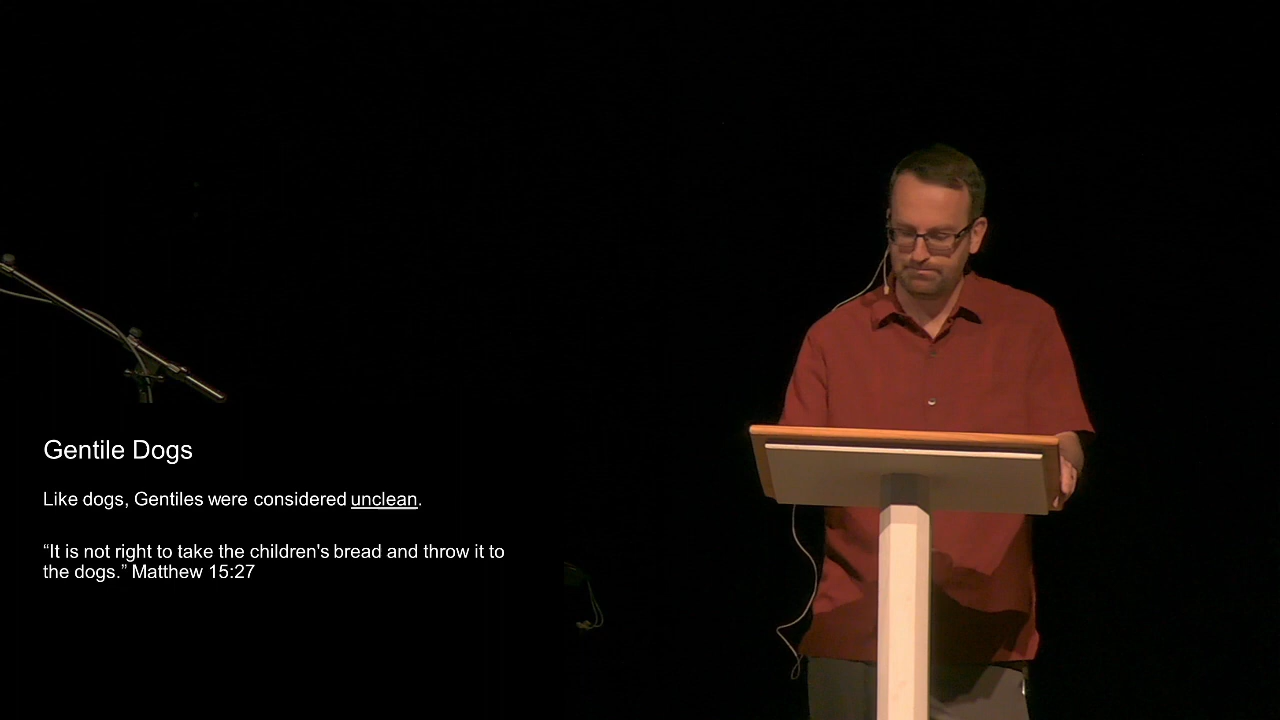 Gentile Dogs
Like dogs, Gentiles were considered unclean.
“It is not right to take the children's bread and throw it to
the dogs.” Matthew 15:27